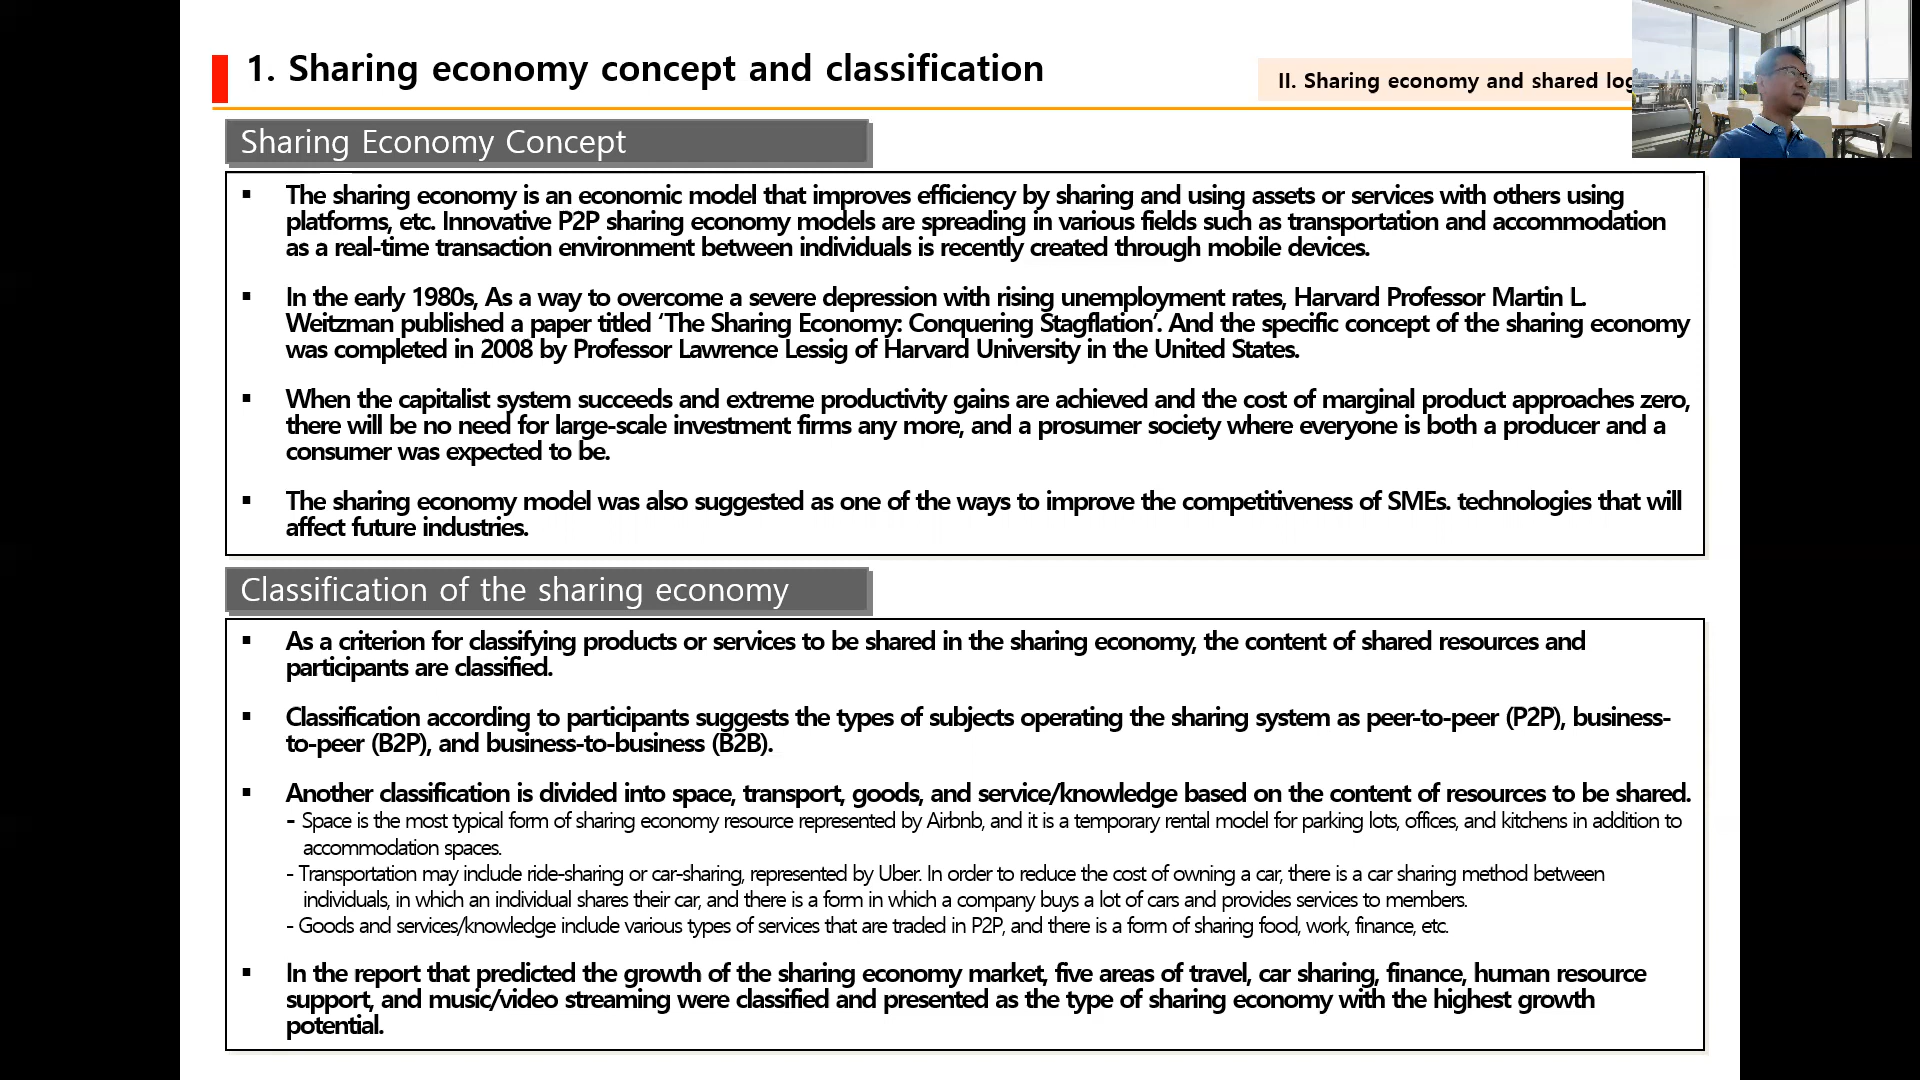 1. Sharing economy concept and classification
II. Sharing economy and shared log
Sharing Economy Concept
▪ The sharing economy is an economic model that improves efficiency by sharing and using assets or services with others using
platforms, etc. Innovative P2P sharing economy models are spreading in various fields such as transportation and accommodation
as a real-time transaction environment between individuals is recently created through mobile devices.
▪ In the early 1980s, As a way to overcome a severe depression with rising unemployment rates, Harvard Professor Martin L.
Weitzman published a paper titled ‘The Sharing Economy: Conquering Stagflation’. And the specific concept of the sharing economy
was completed in 2008 by Professor Lawrence Lessig of Harvard University in the United States.
▪ When the capitalist system succeeds and extreme productivity gains are achieved and the cost of marginal product approaches zero,
there will be no need for large-scale investment firms any more, and a prosumer society where everyone is both a producer and a
consumer was expected to be.
▪ The sharing economy model was also suggested as one of the ways to improve the competitiveness of SMEs. technologies that will
affect future industries.
Classification of the sharing economy
▪ As a criterion for classifying products or services to be shared in the sharing economy, the content of shared resources and
participants are classified.
▪ Classification according to participants suggests the types of subjects operating the sharing system as peer-to-peer (P2P), business-
to-peer (B2P), and business-to-business (B2B).
▪ Another classification is divided into space, transport, goods, and service/knowledge based on the content of resources to be shared.
- Space is the most typical form of sharing economy resource represented by Airbnb, and it is a temporary rental model for parking lots, offices, and kitchens in addition to
accommodation spaces.
- Transportation may include ride-sharing or car-sharing, represented by Uber. In order to reduce the cost of owning a car, there is a car sharing method between
individuals, in which an individual shares their car, and there is a form in which a company buys a lot of cars and provides services to members.
- Goods and services/knowledge include various types of services that are traded in P2P, and there is a form of sharing food, work, finance, etc.
▪ In the report that predicted the growth of the sharing economy market, five areas of travel, car sharing, finance, human resource
support, and music/video streaming were classified and presented as the type of sharing economy with the highest growth
potential.